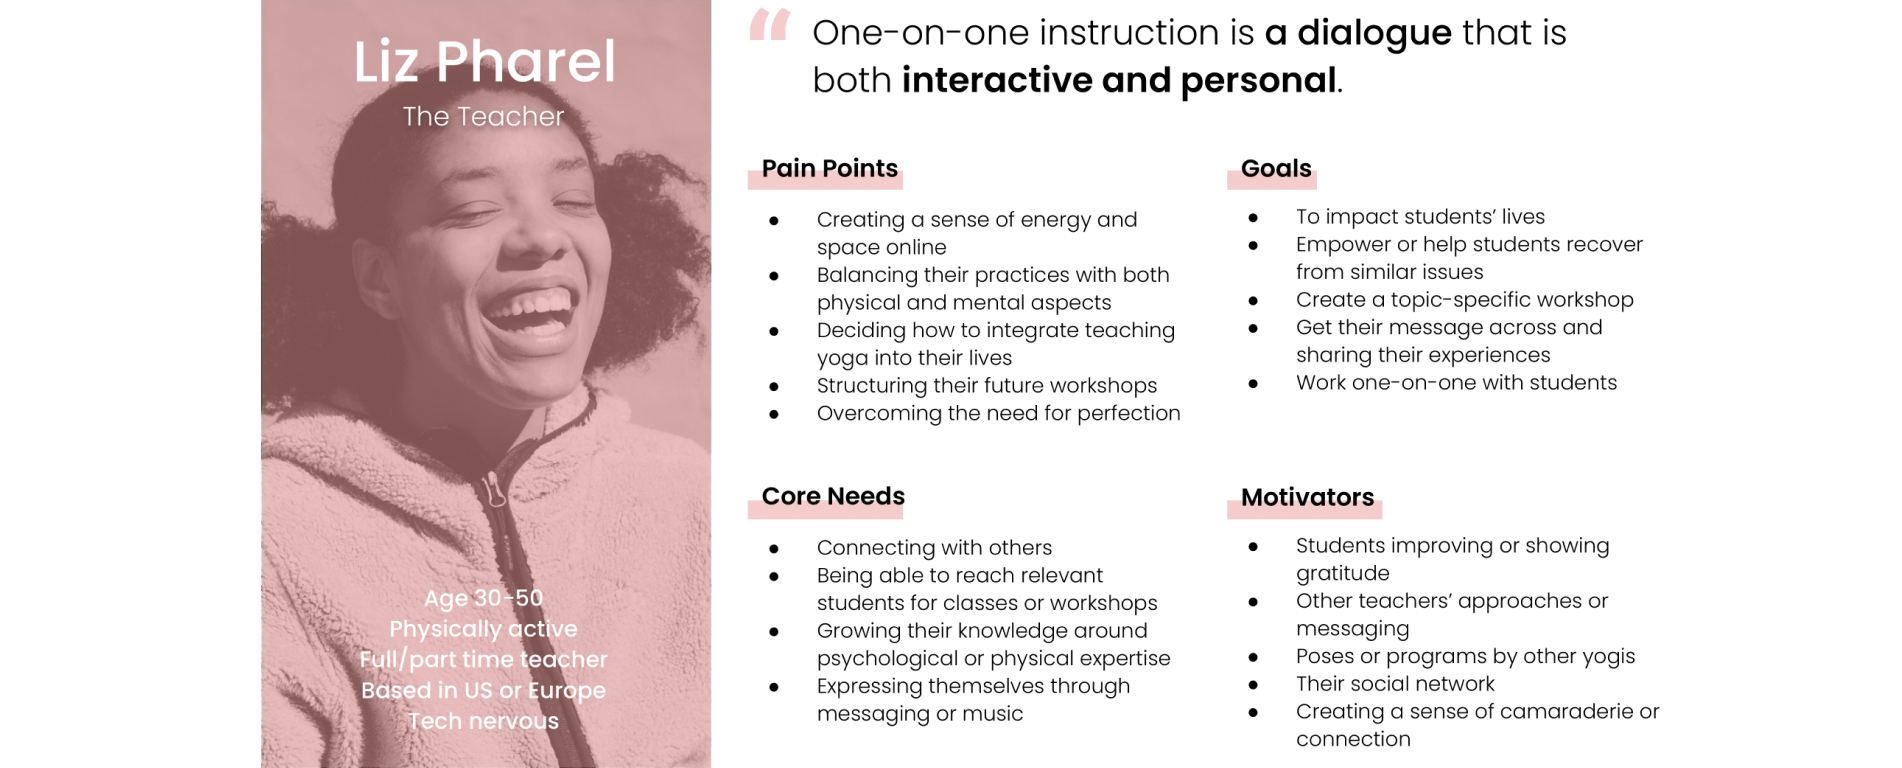 Liz Pharel
The Teacher
Age 30-50
Physically active
Full/part time teacher
Based in US or Europe
Tech nervous
“ One-on-one instruction is a dialogue that is
both interactive and personal.
Pain Points
● Creating a sense of energy and
space online
● Balancing their practices with both
physical and mental aspects
● Deciding how to integrate teaching
yoga into their lives
● Structuring their future workshops
● Overcoming the need for perfection
Goals
● To impact students’ lives
● Empower or help students recover
from similar issues
● Create a topic-specific workshop
● Get their message across and
sharing their experiences
● Work one-on-one with students
Core Needs
● Connecting with others
● Being able to reach relevant
students for classes or workshops
● Growing their knowledge around
psychological or physical expertise
● Expressing themselves through
messaging or music
Motivators
● Students improving or showing
gratitude
● Other teachers’ approaches or
messaging
● Poses or programs by other yogis
● Their social network
● Creating a sense of camaraderie or
connection